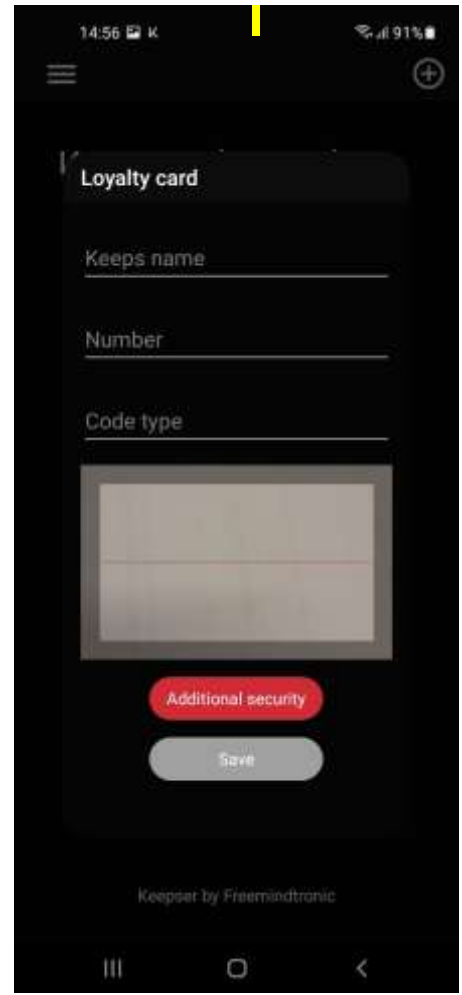 14:56 K 91%
Loyalty card
Keeps name
Number
Code type
Additional security
Save
Keepser by Freemindtronic